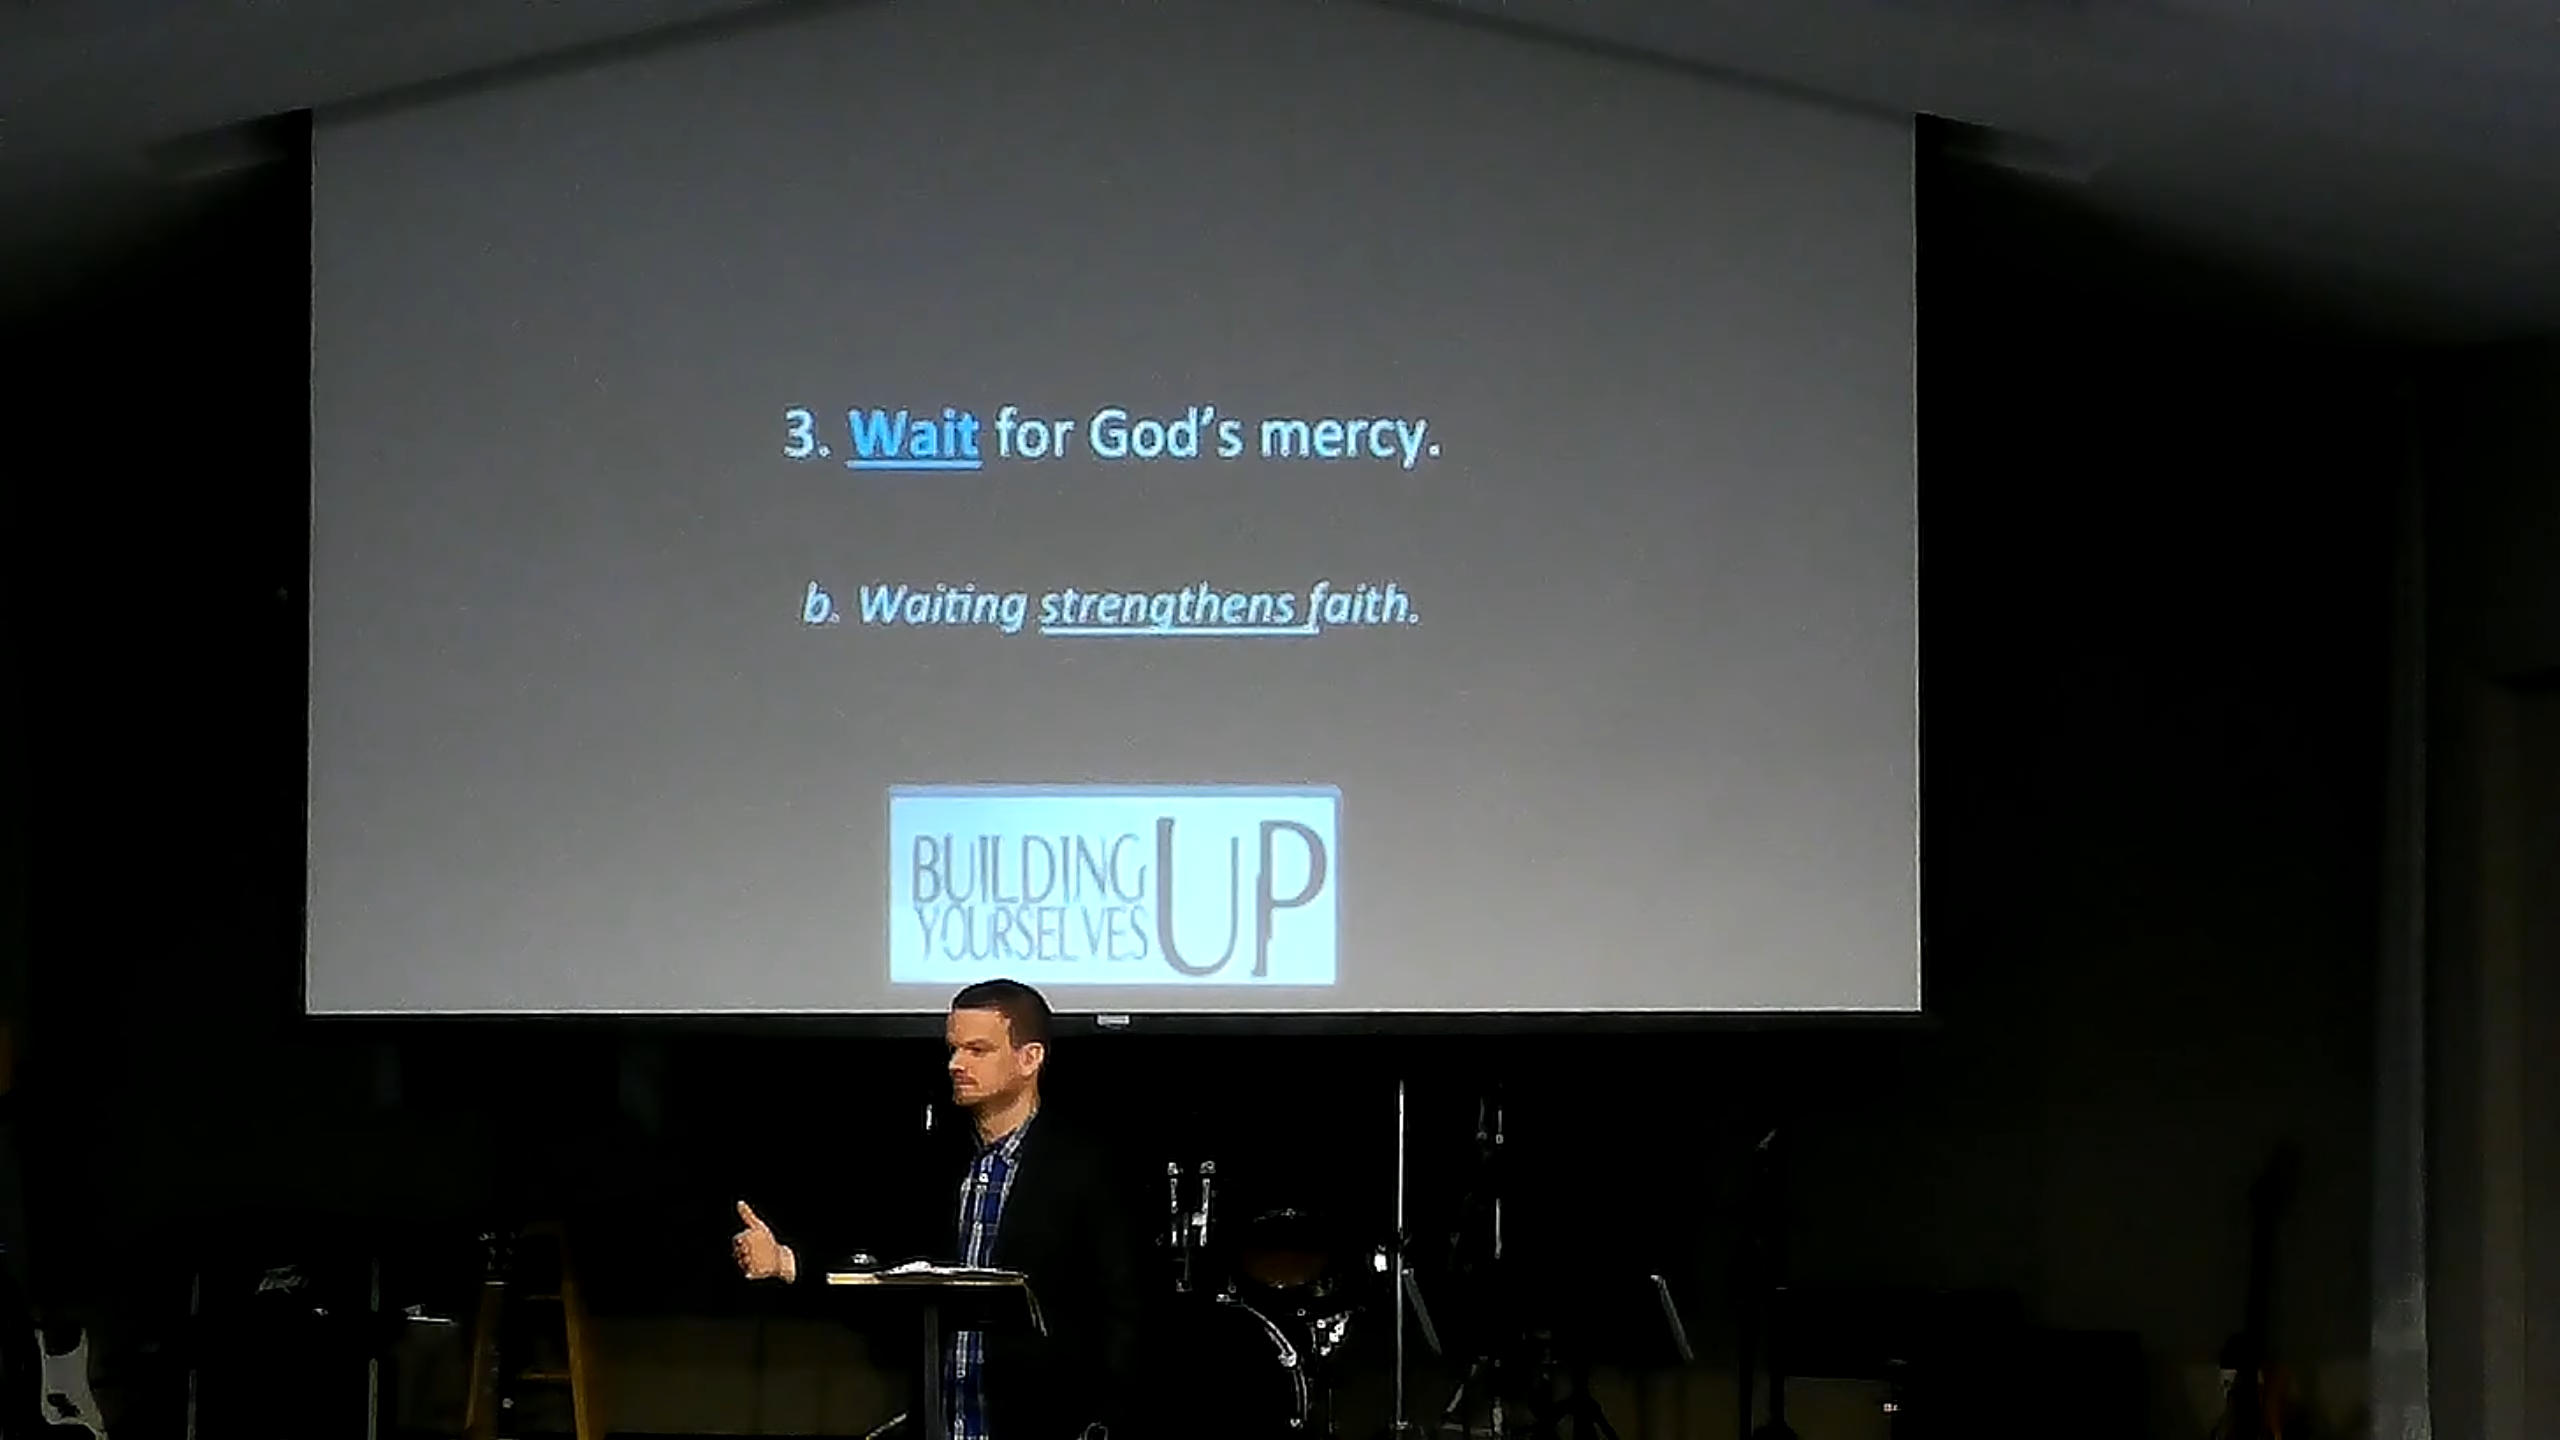 3. Wait for God's mercy.
b. Waiting strengthens faith.
BUILDING
YOURSELVES UP